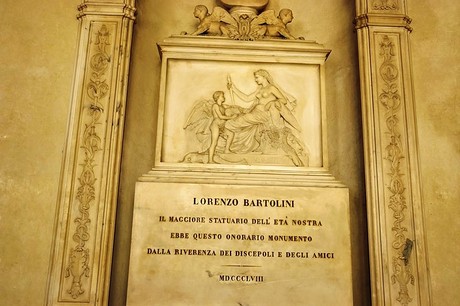 LORENZO BARTOLINI
IL MAGGIORE STATUARIO DELL' ETÀ NOSTRA
EBBE QUESTO ONORARIO MONUMENTO
DALLA RIVERENZA DEI DISCEPOLI E DEGLI AMICI
MDCCCLVIII